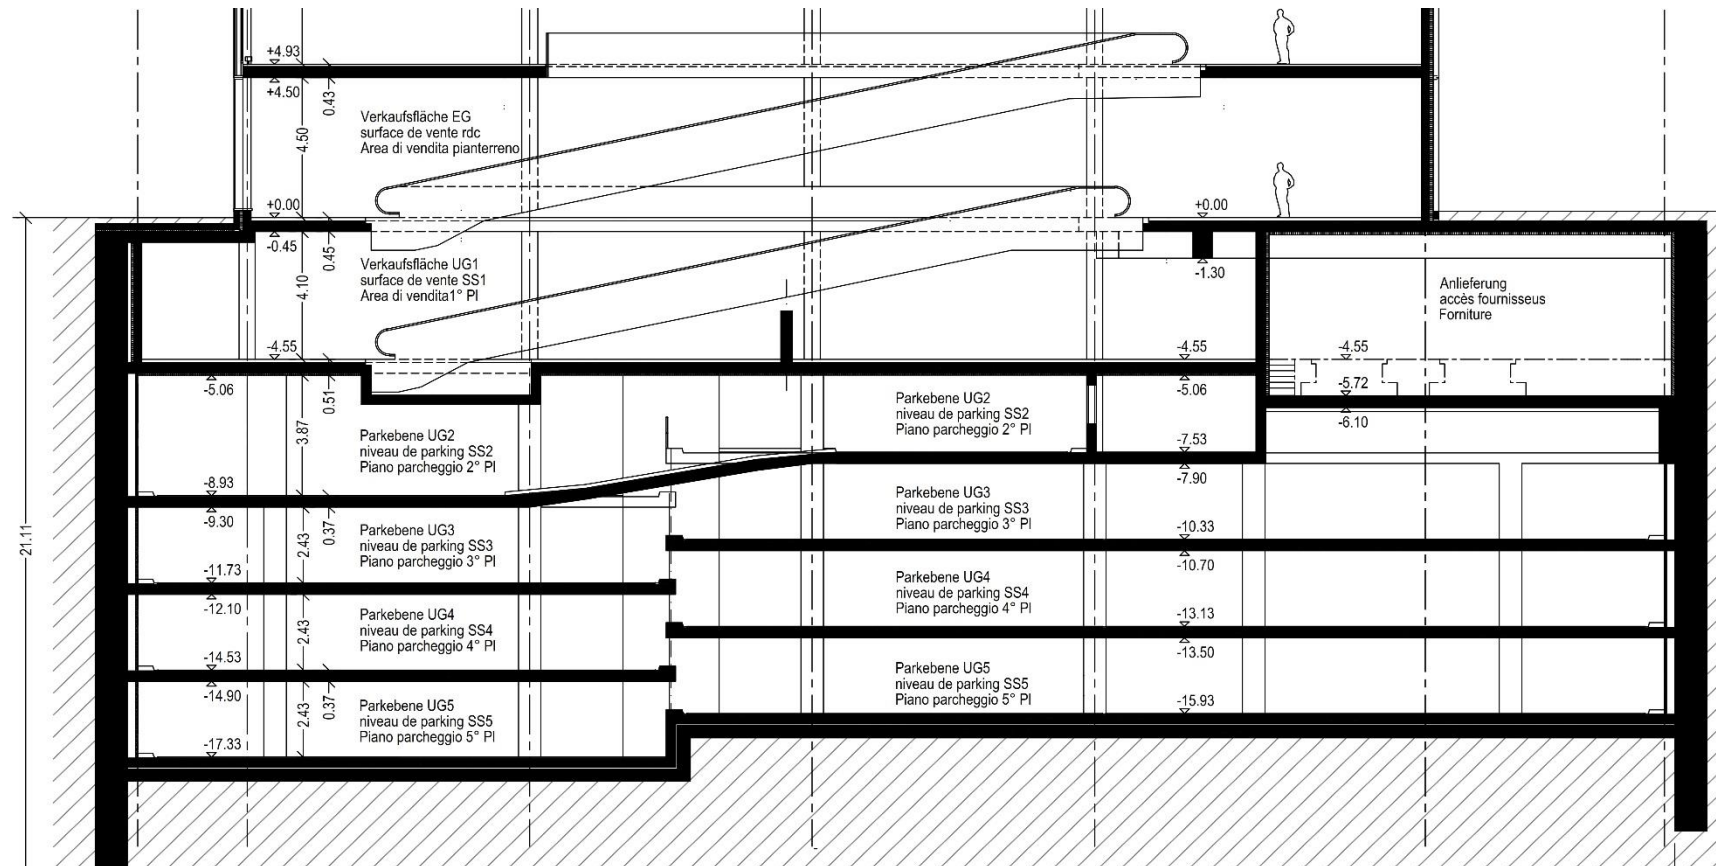 +4.93
+4.50
0.43
4.50
Verkaufsfläche EG
surface de vente rdc
Area di vendita pianterreno
+0.00
-0.45
0.45
4.10
Verkaufsfläche UG1
surface de vente SS1
Area di vendita1° PI
+0.00
-1.30
Anlieferung
accès fournisseus
Forniture
-4.55
-5.06
0.51
3.87
-4.55
-5.06
-4.55
-5.72
-6.10
Parkebene UG2
niveau de parking SS2
Piano parcheggio 2° PI
Parkebene UG2
niveau de parking SS2
Piano parcheggio 2° PI
-7.53
-7.90
-8.93
-9.30
0.37
2.43
Parkebene UG3
niveau de parking SS3
Piano parcheggio 3° PI
Parkebene UG3
niveau de parking SS3
Piano parcheggio 3° PI
-10.33
-10.70
21.11
-11.73
-12.10
2.43
Parkebene UG4
niveau de parking SS4
Piano parcheggio 4° PI
Parkebene UG4
niveau de parking SS4
Piano parcheggio 4° PI
-13.13
-13.50
-14.53
-14.90
0.37
2.43
Parkebene UG5
niveau de parking SS5
Piano parcheggio 5° PI
Parkebene UG5
niveau de parking SS5
Piano parcheggio 5° PI
-15.93
-17.33